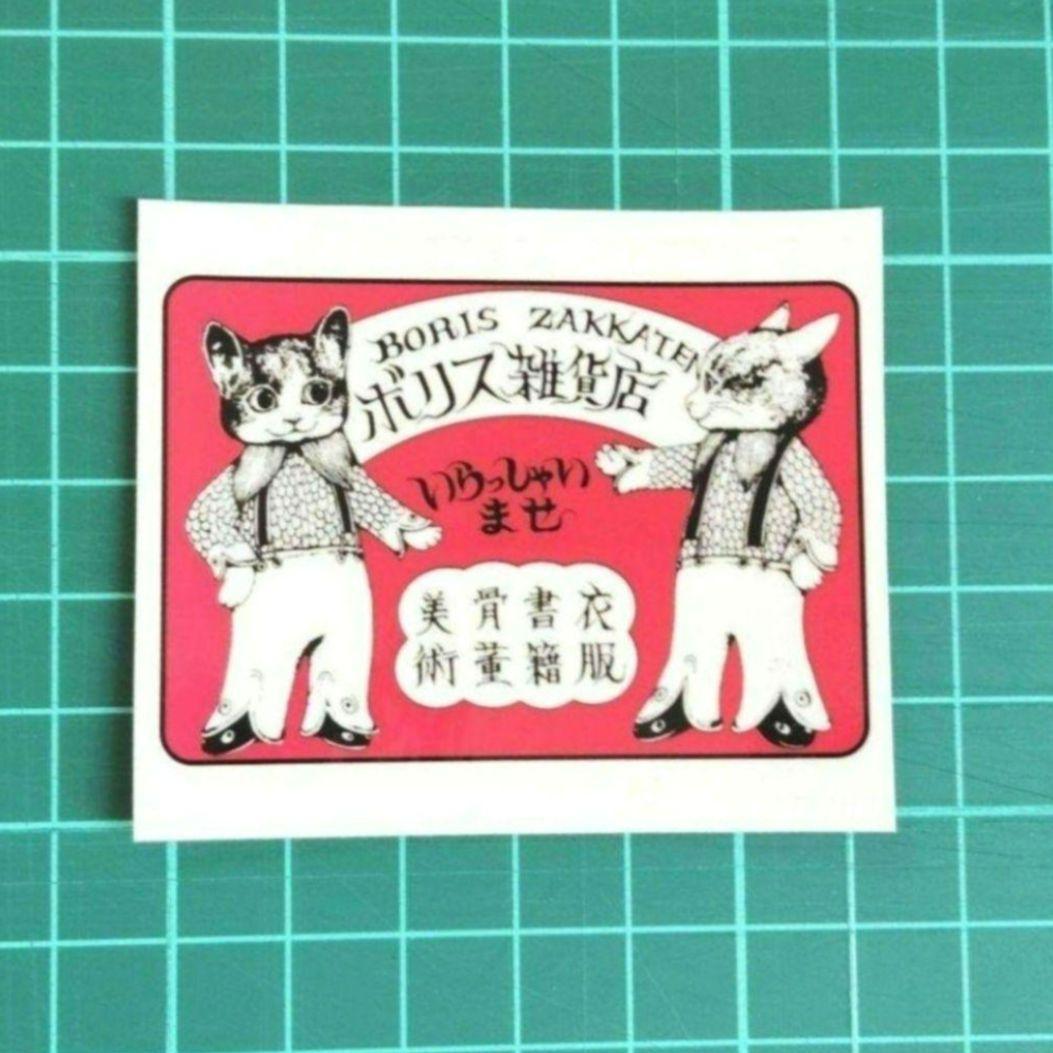 BORIS ZAKKATEN
ボリス雑貨店
いらっしゃい
ませ
衣服
書籍
骨董
美術